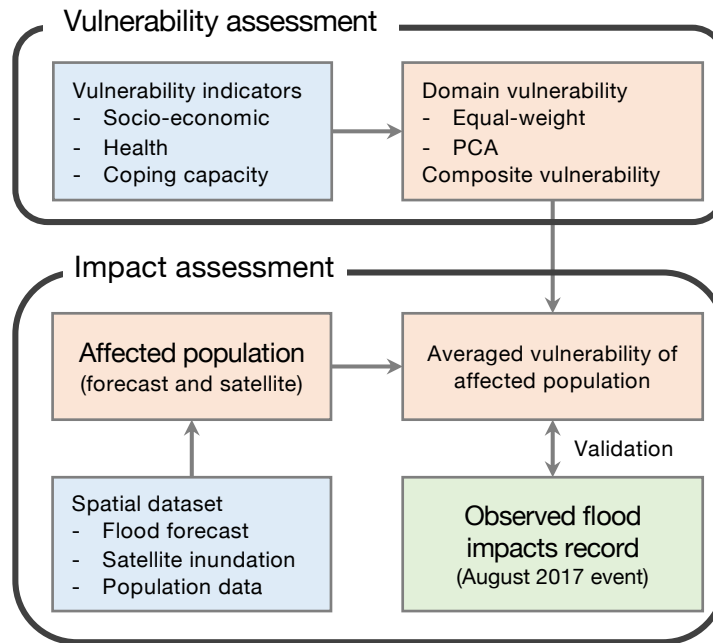 Vulnerability assessment
Vulnerability indicators
- Socio-economic
- Health
- Coping capacity
Domain vulnerability
- Equal-weight
- PCA
Composite vulnerability
Impact assessment
Affected population
(forecast and satellite)
Averaged vulnerability of
affected population
Validation
Spatial dataset
- Flood forecast
- Satellite inundation
- Population data
Observed flood
impacts record
(August 2017 event)